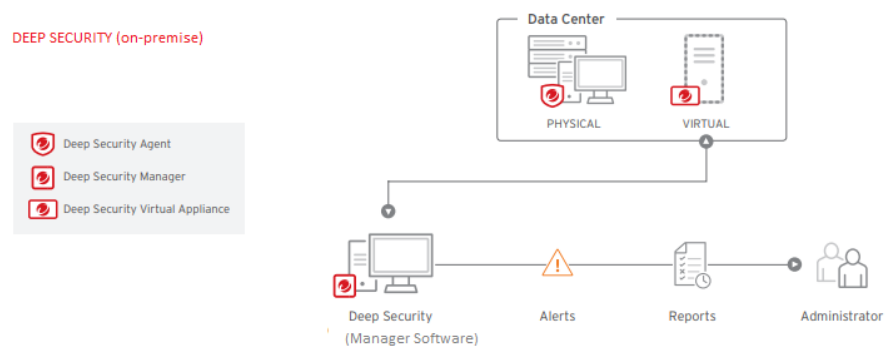 DEEP SECURITY (on-premise)
Data Center
PHYSICAL
VIRTUAL
Deep Security Agent
Deep Security Manager
Deep Security Virtual Appliance
Deep Security
(Manager Software)
Alerts
Reports
Administrator